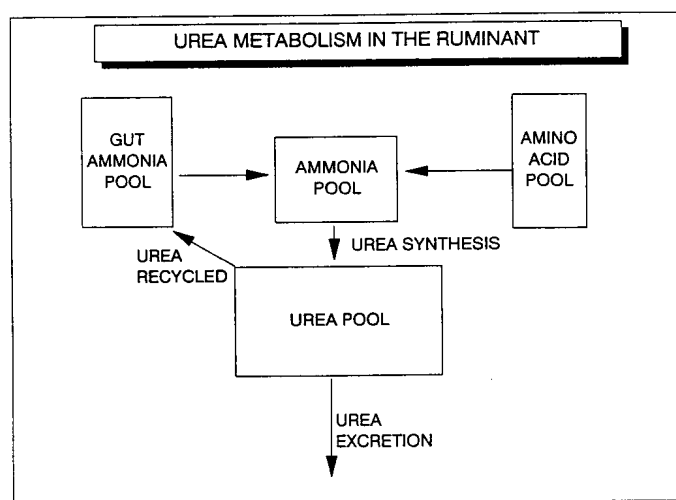 UREA METABOLISM IN THE RUMINANT
GUT
AMMONIA
POOL
AMMONIA
POOL
AMINO
ACID
POOL
UREA
RECYCLED
UREA SYNTHESIS
UREA POOL
UREA
EXCRETION